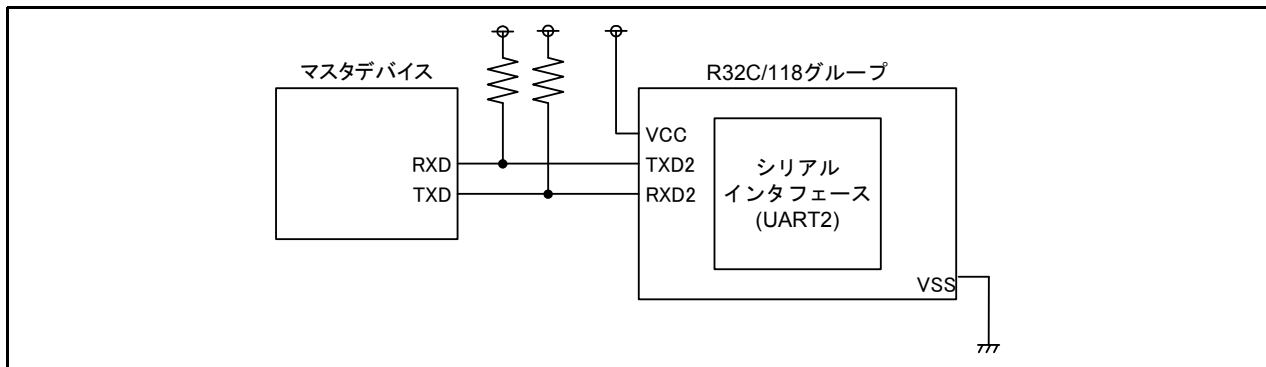 マスタデバイス
RXD
TXD
R32C/118グループ
VCC
TXD2
RXD2
シリアル
インタフェース
(UART2)
VSS